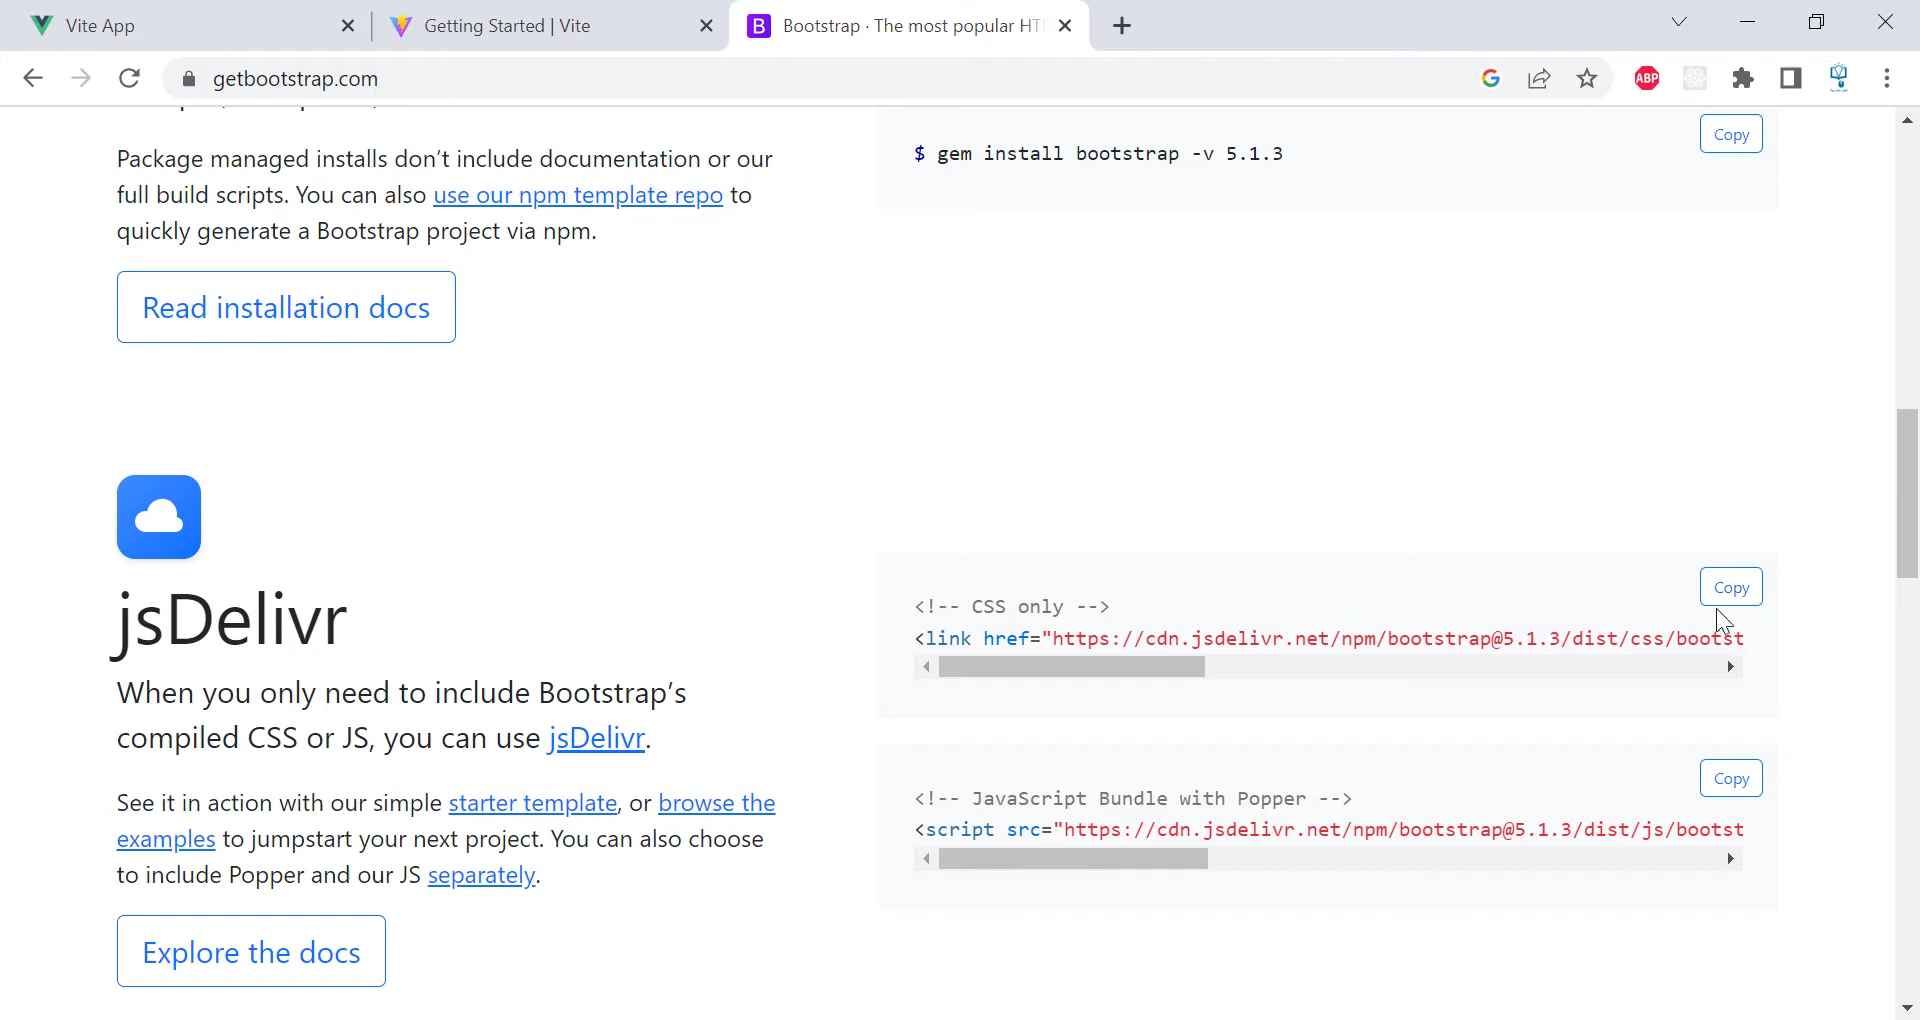 Vite App
Getting Started | Vite
B Bootstrap · The most popular HT
getbootstrap.com
ABP
Package managed installs don’t include documentation or our
full build scripts. You can also use our npm template repo to
quickly generate a Bootstrap project via npm.
Read installation docs
Copy
$ gem install bootstrap -v 5.1.3
jsDelivr
When you only need to include Bootstrap’s
compiled CSS or JS, you can use jsDelivr.
See it in action with our simple starter template, or browse the
examples to jumpstart your next project. You can also choose
to include Popper and our JS separately.
Explore the docs
Copy
<!-- CSS only -->
<link href="https://cdn.jsdelivr.net/npm/bootstrap@5.1.3/dist/css/bootst
Copy
<!-- JavaScript Bundle with Popper -->
<script src="https://cdn.jsdelivr.net/npm/bootstrap@5.1.3/dist/js/bootst